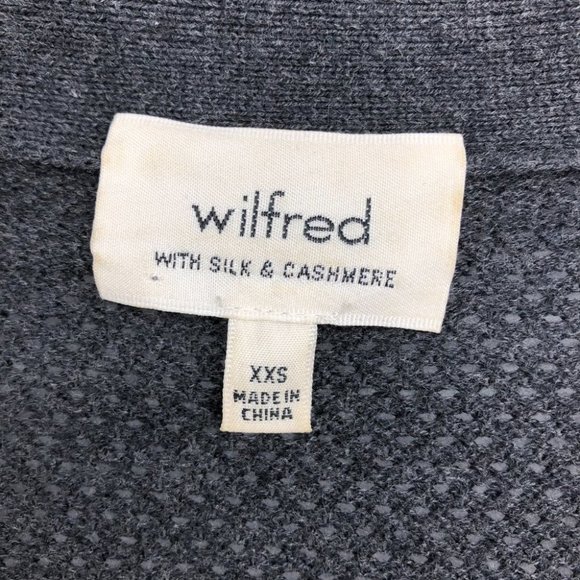 wilfred
WITH SILK & CASHMERE
XXS
MADE IN
CHINA